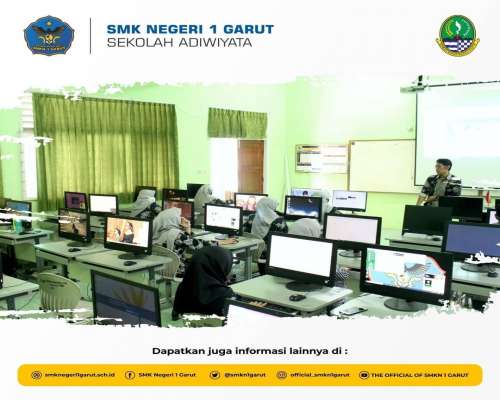 SMK NEGERI 1 GARUT
SEKOLAH ADIWIYATA
Dapatkan juga informasi lainnya di :
smknegeri1garut.sch.id
SMK Negeri 1 Garut
@smkn1garut
official_smkn1garut
THE OFFICIAL OF SMKN 1 GARUT